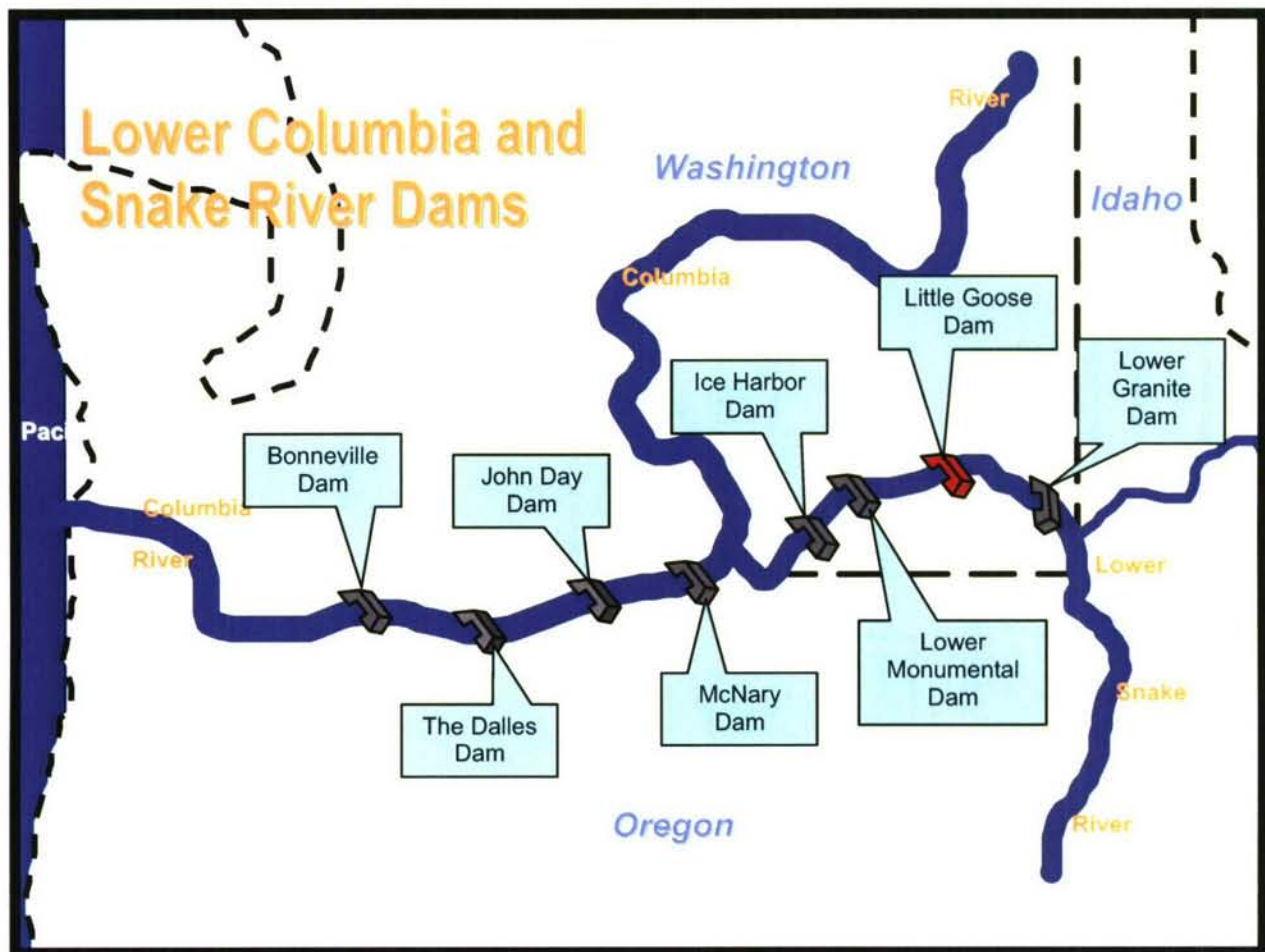 Lower Columbia and
Snake River Dams
River
Washington
Idaho
Columbia
Little Goose
Dam
Lower
Granite
Dam
Ice Harbor
Dam
Paci
Bonneville
Dam
John Day
Dam
Columbia
River
Lower
Snake
River
The Dalles
Dam
McNary
Dam
Lower
Monumental
Dam
Oregon